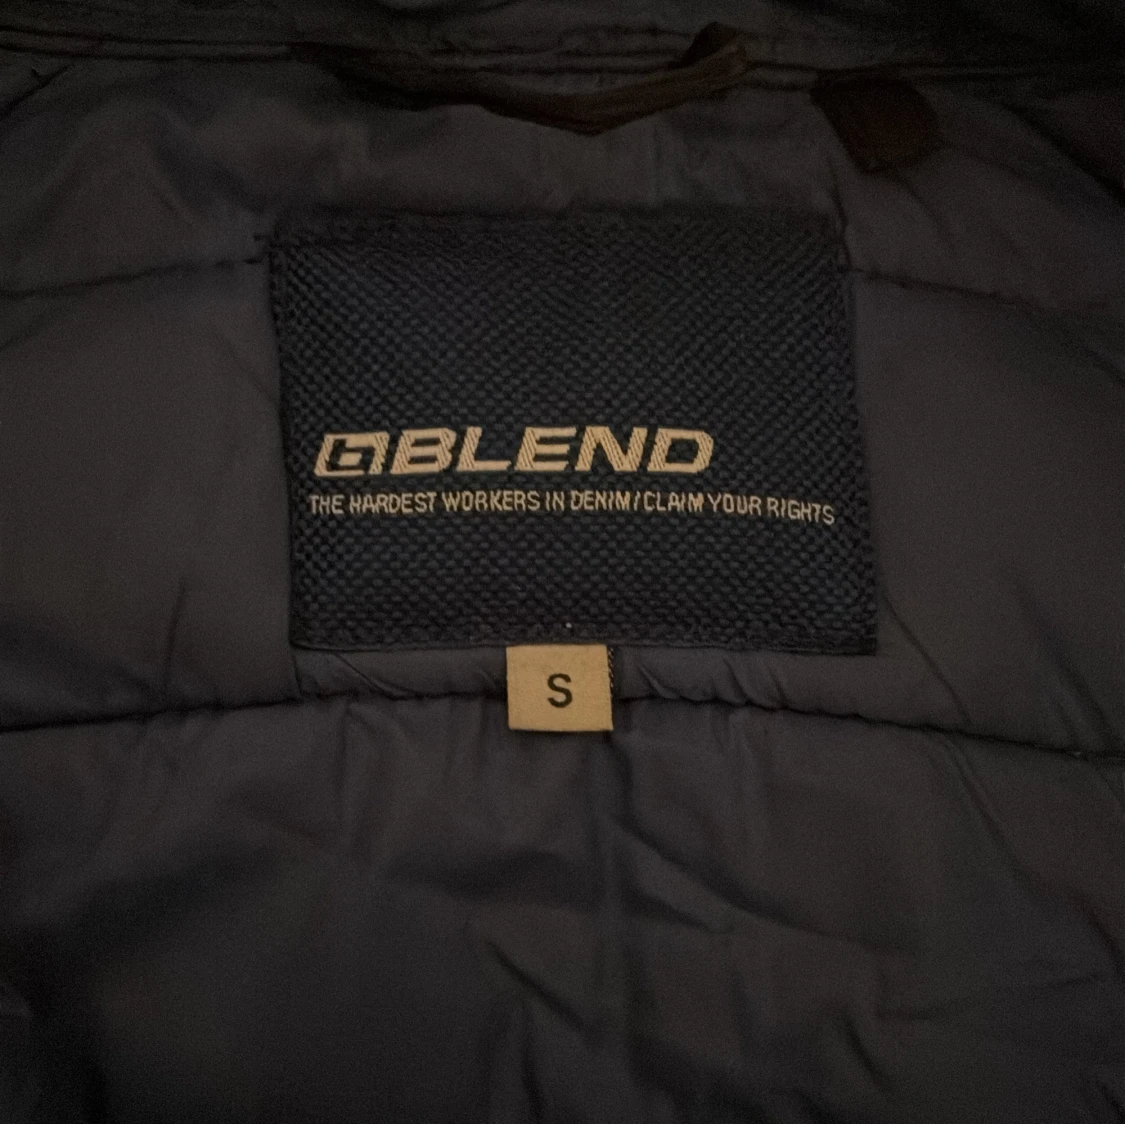 BLEND
THE HARDEST WORKERS IN DENIM/CLAIM YOUR RIGHTS
S